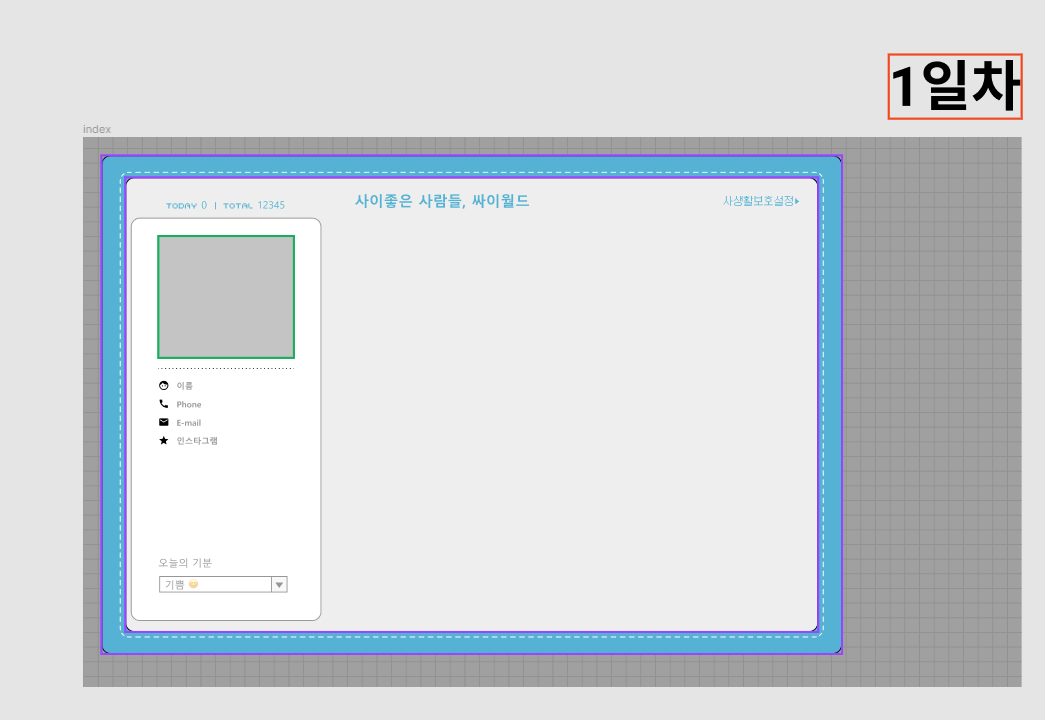 1일차
index
TODAY 0 | TOTAL 12345
사이좋은 사람들, 싸이월드
사생활보호설정▸
이름
Phone
E-mail
인스타그램
오늘의 기분
기쁨 😊